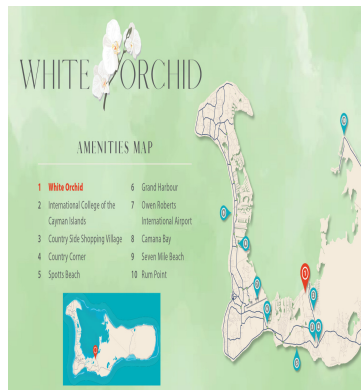 WHITE ORCHID
AMENITIES MAP
1 White Orchid
2 International College of the
Cayman Islands
3 Country Side Shopping Village
4 Country Corner
5 Spotts Beach
6 Grand Harbour
7 Owen Roberts
International Airport
8 Camana Bay
9 Seven Mile Beach
10 Rum Point